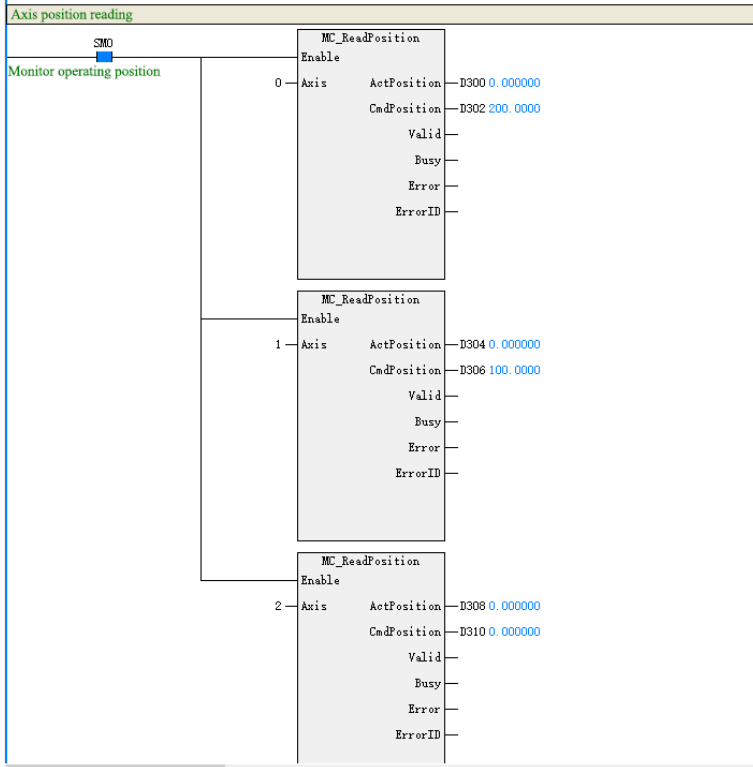 Axis position reading
SM0
Monitor operating position
MC_ReadPosition
Enable
0 Axis ActPosition D300 0.000000
CmdPosition D302 200.0000
Valid
Busy
Error
ErrorID
MC_ReadPosition
Enable
1 Axis ActPosition D304 0.000000
CmdPosition D306 100.0000
Valid
Busy
Error
ErrorID
MC_ReadPosition
Enable
2 Axis ActPosition D308 0.000000
CmdPosition D310 0.000000
Valid
Busy
Error
ErrorID